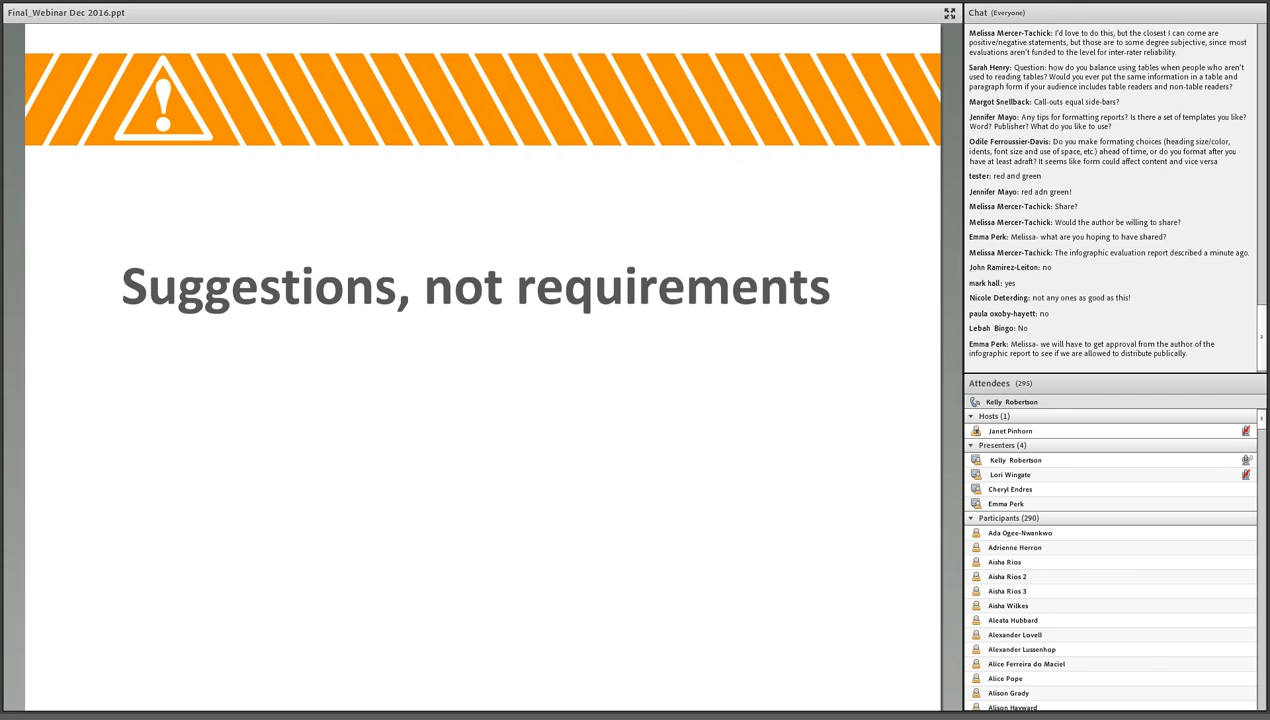 Final_Webinar Dec 2016.ppt
Suggestions, not requirements
Chat (Everyone)
Melissa Mercer-Tachick: I'd love to do this, but the closest I can come are
positive/negative statements, but those are to some degree subjective, since most
evaluations aren't funded to the level for inter-rater reliability.
Sarah Henry: Question: how do you balance using tables when people who aren't
used to reading tables? Would you ever put the same information in a table and
paragraph form if your audience includes table readers and non-table readers?
Margot Snellback: Call-outs equal side-bars?
Jennifer Mayo: Any tips for formatting reports? Is there a set of templates you like?
Word? Publisher? What do you like to use?
Odile Ferroussier-Davis: Do you make formating choices (heading size/color,
idents, font size and use of space, etc.) ahead of time, or do you format after you
have at least adraft? It seems like form could affect content and vice versa
tester: red and green
Jennifer Mayo: red adn green!
Melissa Mercer-Tachick: Share?
Melissa Mercer-Tachick: Would the author be willing to share?
Emma Perk: Melissa- what are you hoping to have shared?
Melissa Mercer-Tachick: The infographic evaluation report described a minute ago.
John Ramirez-Leiton: no
mark hall: yes
Nicole Deterding: not any ones as good as this!
paula oxoby-hayett: no
Lebah Bingo: No
Emma Perk: Melissa- we will have to get approval from the author of the
infographic report to see if we are allowed to distribute publically.
Attendees (295)
Kelly Robertson
Hosts (1)
Janet Pinhorn
Presenters (4)
Kelly Robertson
Lori Wingate
Cheryl Endres
Emma Perk
Participants (290)
Ada Ogee-Nwankwo
Adrienne Herron
Aisha Rios
Aisha Rios 2
Aisha Rios 3
Aisha Wilkes
Aleata Hubbard
Alexander Lovell
Alexander Lussenhop
Alice Ferreira do Maciel
Alice Pope
Alison Grady
Alison Hayward